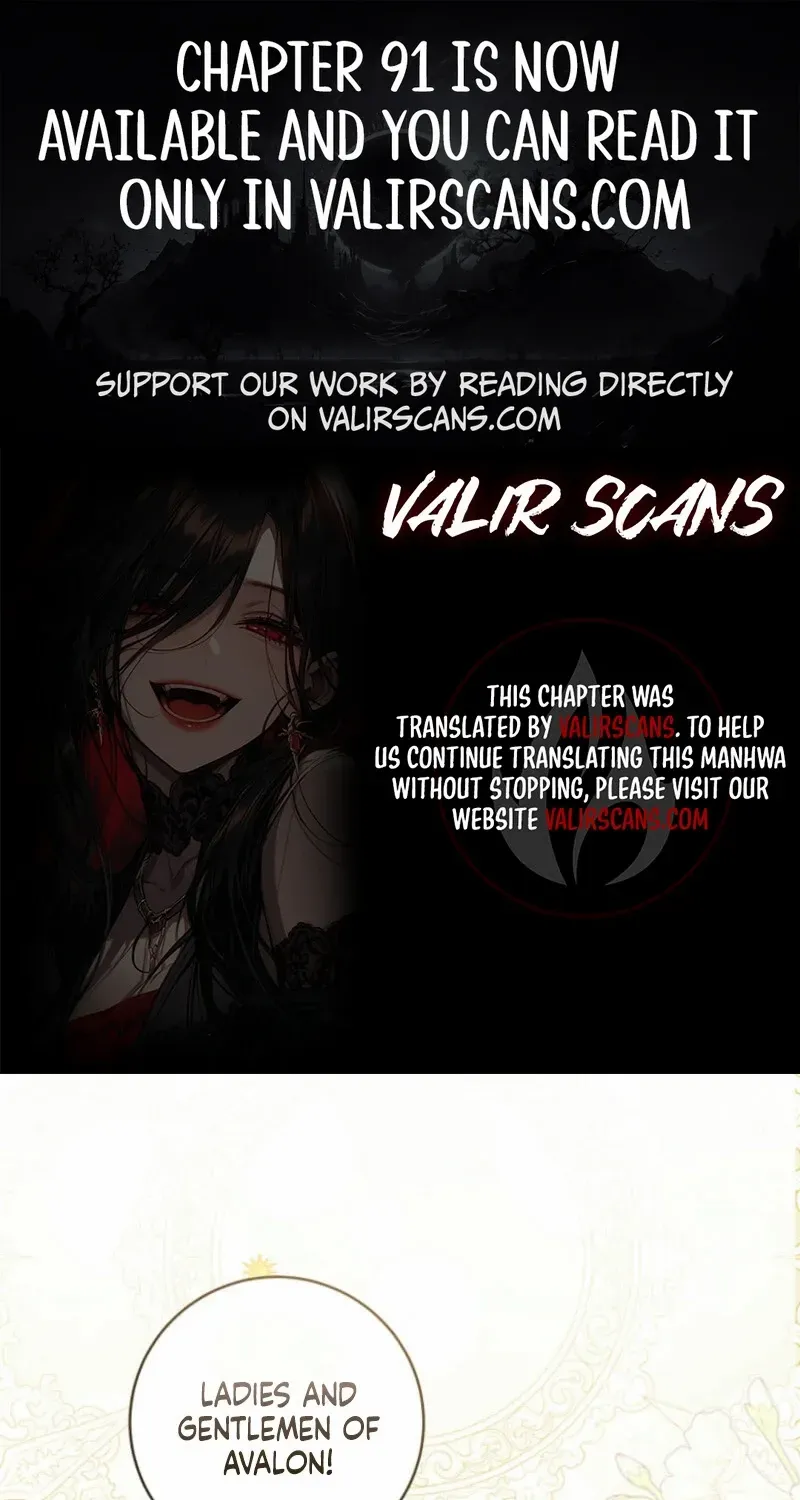 CHAPTER 91 IS NOW
AVAILABLE AND YOU CAN READ IT
ONLY IN VALIRSCANS.COM
SUPPORT OUR WORK BY READING DIRECTLY
ON VALIRSCANS.COM
VALIR SCANS
THIS CHAPTER WAS
TRANSLATED BY VALIRSCANS. TO HELP
US CONTINUE TRANSLATING THIS MANHWA
WITHOUT STOPPING, PLEASE VISIT OUR
WEBSITE VALIRSCANS.COM
LADIES AND
GENTLEMEN OF
AVALON!